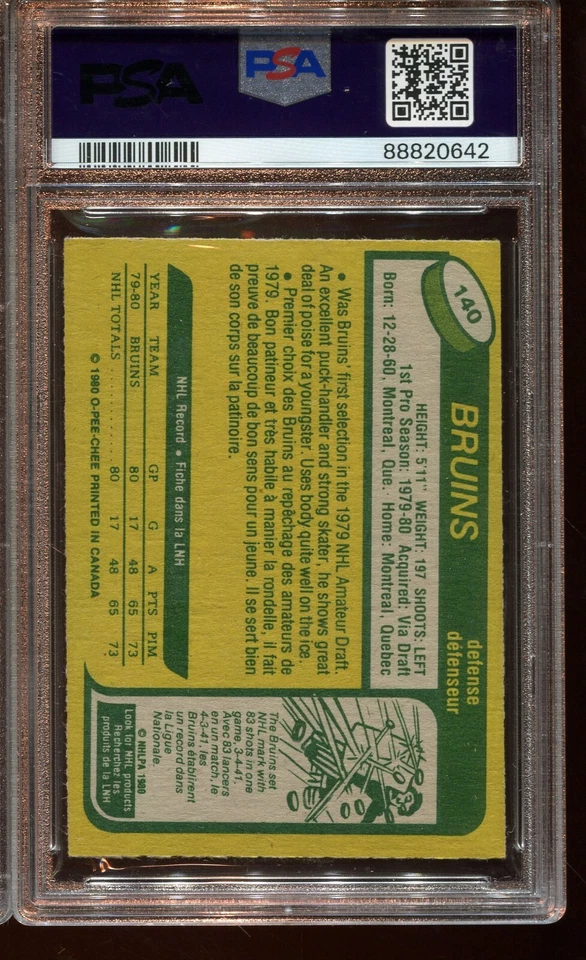 PSA
PSA
88820642
140
BRUINS
défense
défenseur
HEIGHT: 5'11" WEIGHT: 197 SHOOTS: LEFT
1st Pro Season: 1979-80 Acquired: Via Draft
Born: 12-28-60, Montreal, Que. Home: Montreal, Quebec
• Was Bruins' first selection in the 1979 NHL Amateur Draft.
An excellent puck-handler and strong skater, he shows great
deal of poise for a youngster. Uses body quite well on the ice.
• Premier choix des Bruins au repêchage des amateurs de
1979. Bon patineur et très habile à manier la rondelle, il fait
preuve de beaucoup de bon sens pour un jeune. Il se sert bien
de son corps sur la patinoire.
NHL Record • Fiche dans la LNH
YEAR TEAM GP G A PTS PIM
79-80 BRUINS 80 17 48 65 73
NHL TOTALS .......... 80 17 48 65 73
© 1980 O-PEE-CHEE PRINTED IN CANADA
The Bruins set
NHL mark with
83 shots in one
game, 3-4-41,
Avec 83 lancers
en un match, le
4-3-41, les
Bruins établirent
un record dans
la Ligue
Nationale.
© NHLPA 1980
Look for NHL products
Recherchez les
produits de la LNH